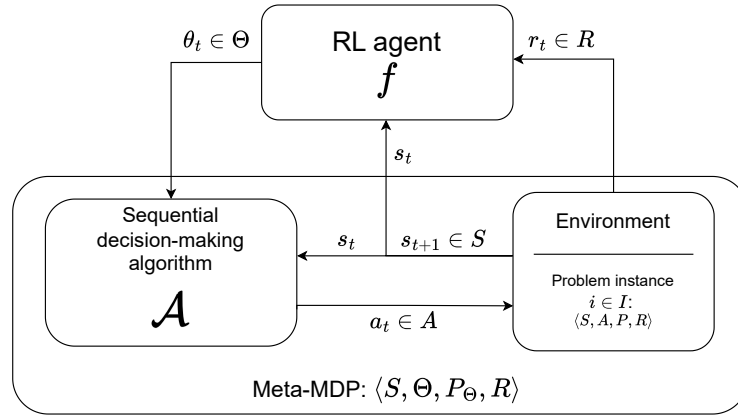 θ_t ∈ Θ
RL agent
f
r_t ∈ R
s_t
Sequential
decision-making
algorithm
𝒜
s_t
s_{t+1} ∈ S
a_t ∈ A
Environment
Problem instance
i ∈ I:
⟨S, A, P, R⟩
Meta-MDP: ⟨S, Θ, P_Θ, R⟩